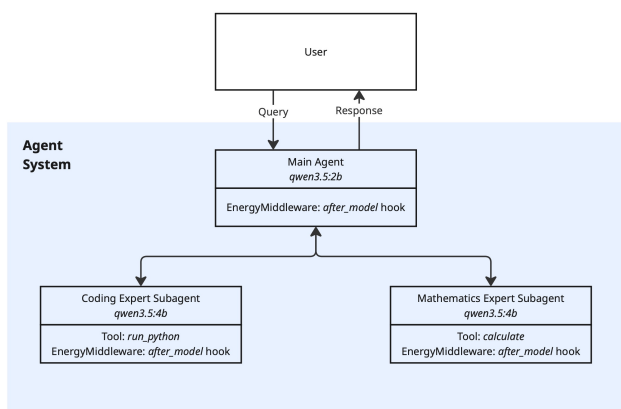 User
Query
Response
Agent
System
Main Agent
qwen3.5:2b
EnergyMiddleware: after_model hook
Coding Expert Subagent
qwen3.5:4b
Tool: run_python
EnergyMiddleware: after_model hook
Mathematics Expert Subagent
qwen3.5:4b
Tool: calculate
EnergyMiddleware: after_model hook